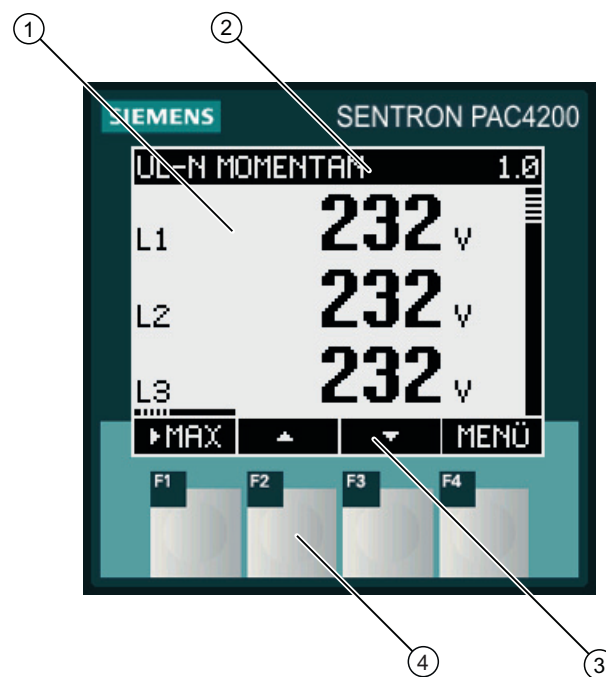 ① ②
SIEMENS SENTRON PAC4200
UL-N MOMENTAN 1.0
L1 232 V
L2 232 V
L3 232 V
▸MAX ▲ ▼ MENÜ
F1 F2 F3 F4
④ ③